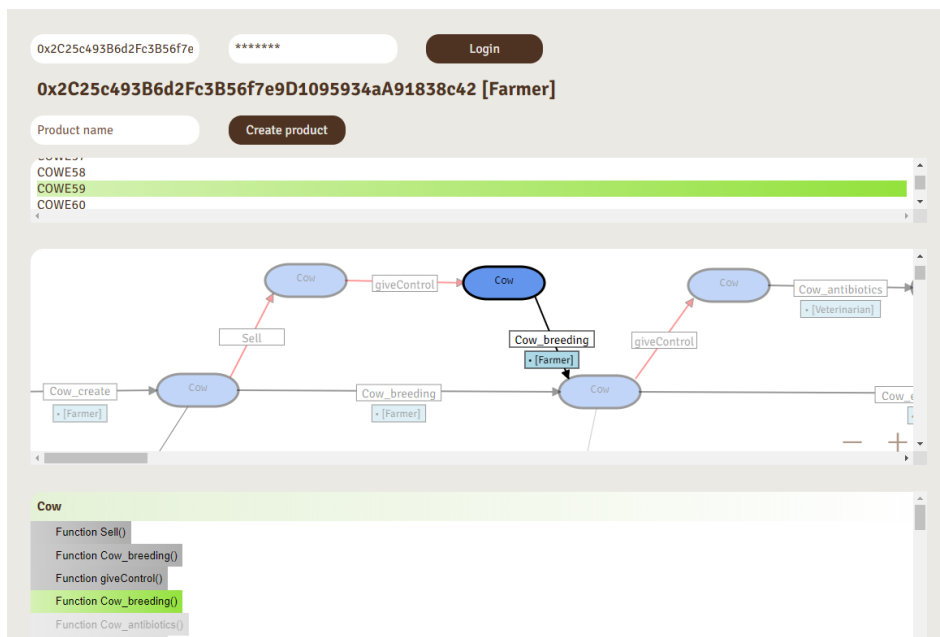 0x2C25c493B6d2Fc3B56f7e
*******
Login
0x2C25c493B6d2Fc3B56f7e9D1095934aA91838c42 [Farmer]
Product name
Create product
COWE58
COWE59
COWE60
Cow
giveControl
Cow
Cow
Cow_antibiotics
• [Veterinarian]
Sell
Cow_breeding
• [Farmer]
giveControl
Cow_create
• [Farmer]
Cow
Cow_breeding
• [Farmer]
Cow
Cow
Function Sell()
Function Cow_breeding()
Function giveControl()
Function Cow_breeding()
Function Cow_antibiotics()